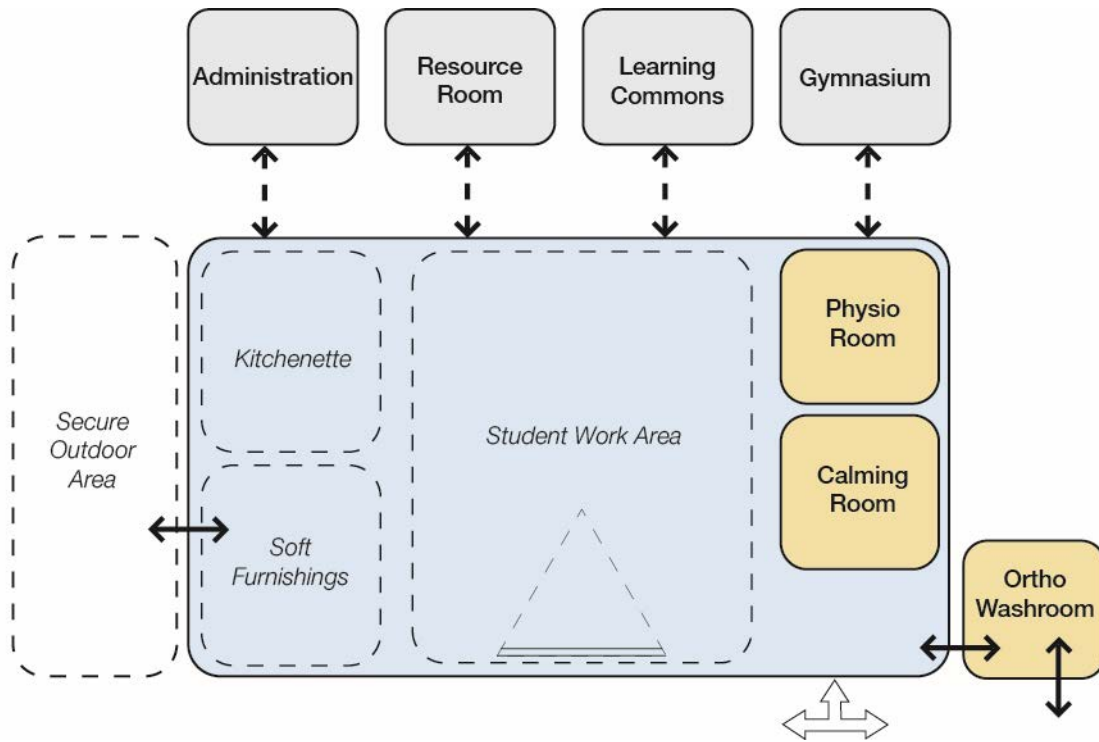 Administration
Resource
Room
Learning
Commons
Gymnasium
Secure
Outdoor
Area
Kitchenette
Soft
Furnishings
Student Work Area
Physio
Room
Calming
Room
Ortho
Washroom